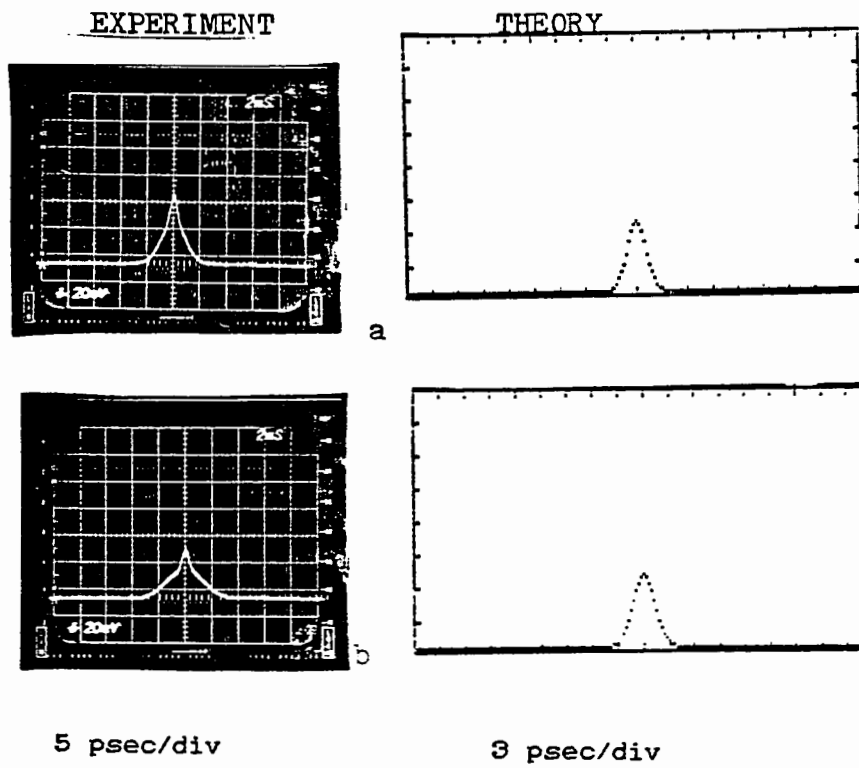 EXPERIMENT
THEORY
2mS
20mV
a
2mS
20mV
b
5 psec/div
3 psec/div